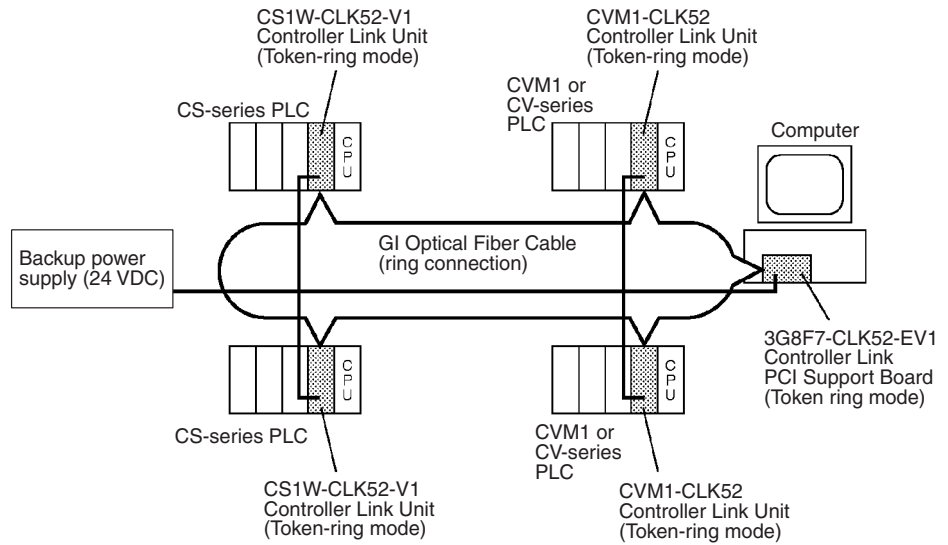 CS1W-CLK52-V1
Controller Link Unit
(Token-ring mode)
CVM1-CLK52
Controller Link Unit
(Token-ring mode)
CS-series PLC
CVM1 or
CV-series
PLC
Computer
CPU
CPU
Backup power
supply (24 VDC)
GI Optical Fiber Cable
(ring connection)
3G8F7-CLK52-EV1
Controller Link
PCI Support Board
(Token ring mode)
CPU
CPU
CS-series PLC
CVM1 or
CV-series
PLC
CS1W-CLK52-V1
Controller Link Unit
(Token-ring mode)
CVM1-CLK52
Controller Link Unit
(Token-ring mode)